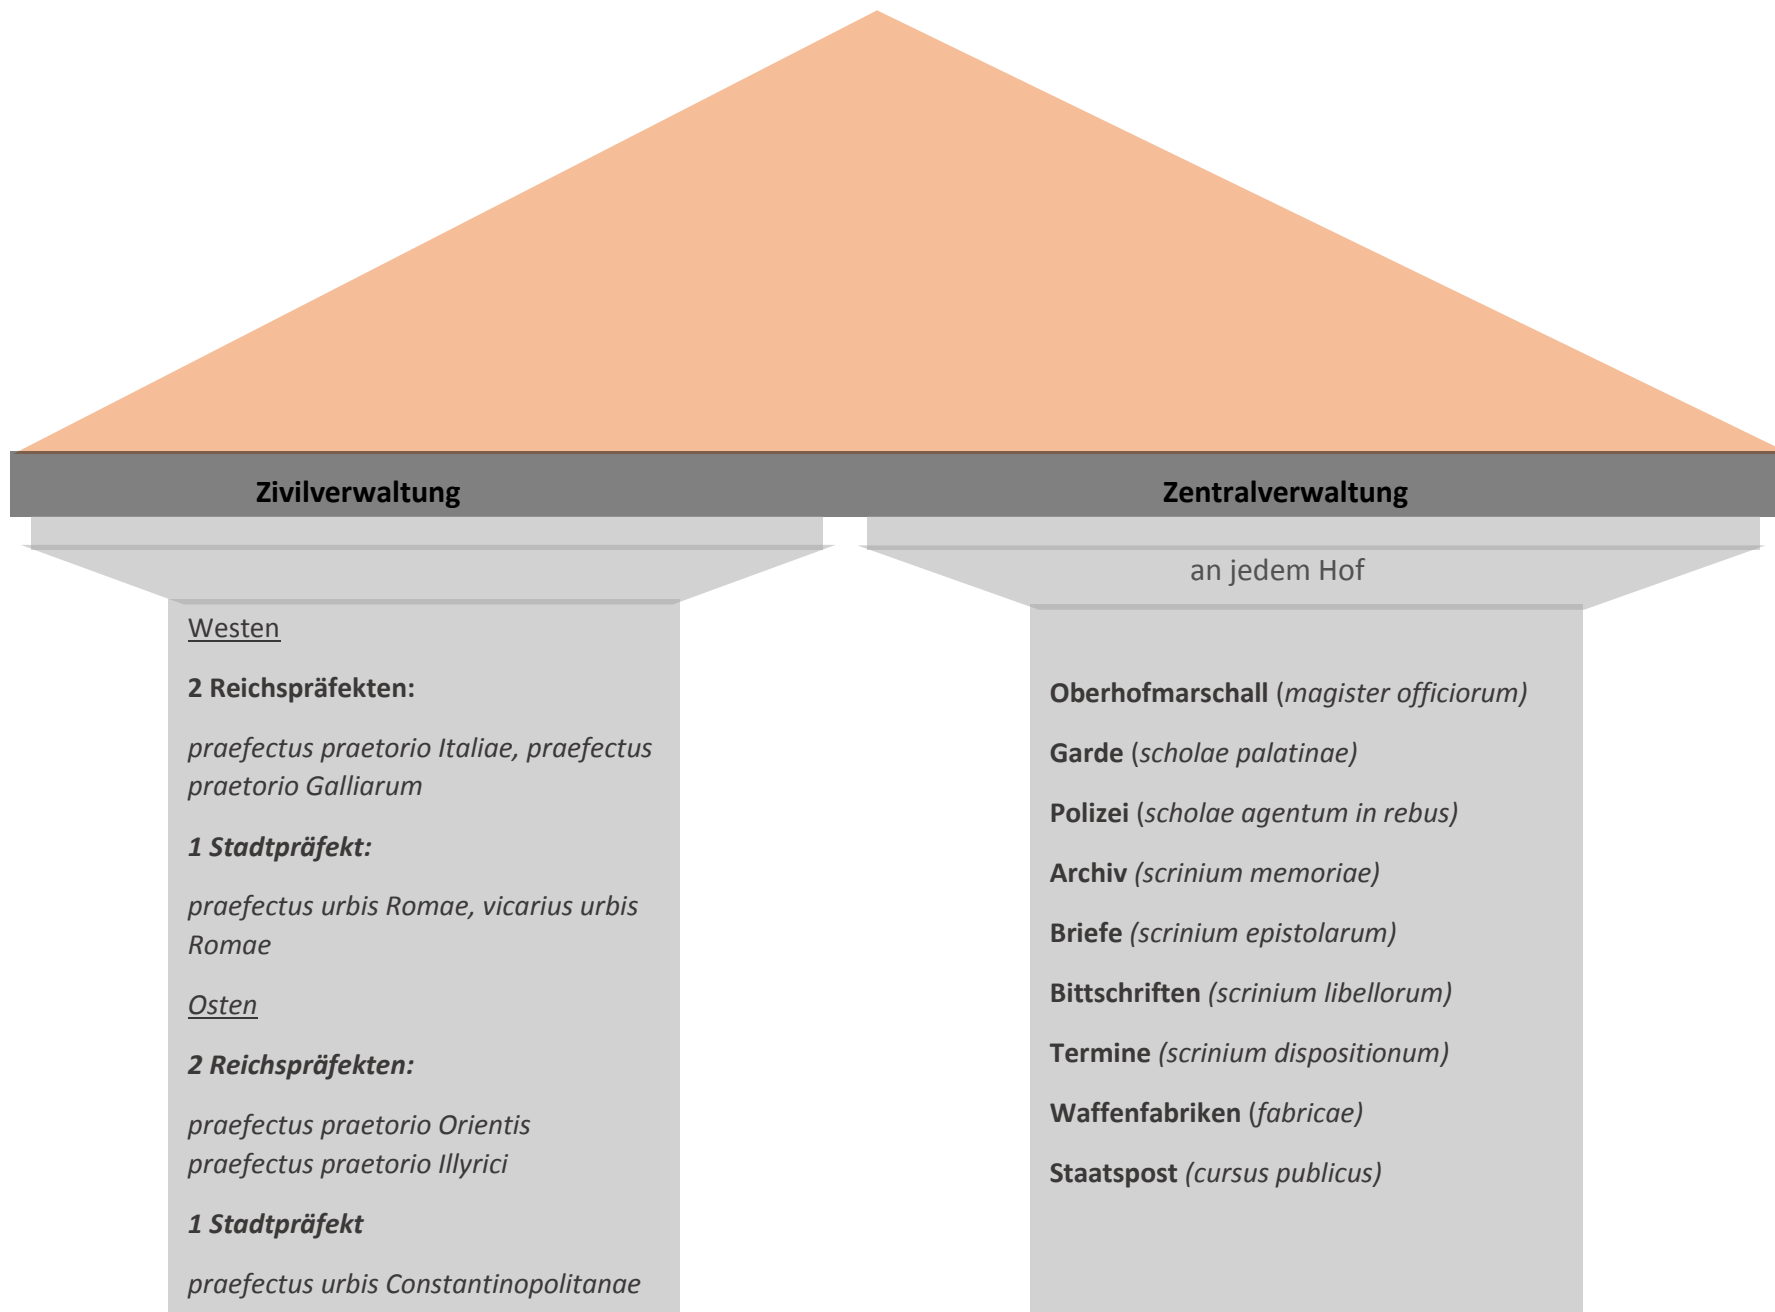 Zivilverwaltung
Zentralverwaltung
Westen
2 Reichspräfekten:
praefectus praetorio Italiae, praefectus
praetorio Galliarum
1 Stadtpräfekt:
praefectus urbis Romae, vicarius urbis
Romae
Osten
2 Reichspräfekten:
praefectus praetorio Orientis
praefectus praetorio Illyrici
1 Stadtpräfekt
praefectus urbis Constantinopolitanae
an jedem Hof
Oberhofmarschall (magister officiorum)
Garde (scholae palatinae)
Polizei (scholae agentum in rebus)
Archiv (scrinium memoriae)
Briefe (scrinium epistolarum)
Bittschriften (scrinium libellorum)
Termine (scrinium dispositionum)
Waffenfabriken (fabricae)
Staatspost (cursus publicus)